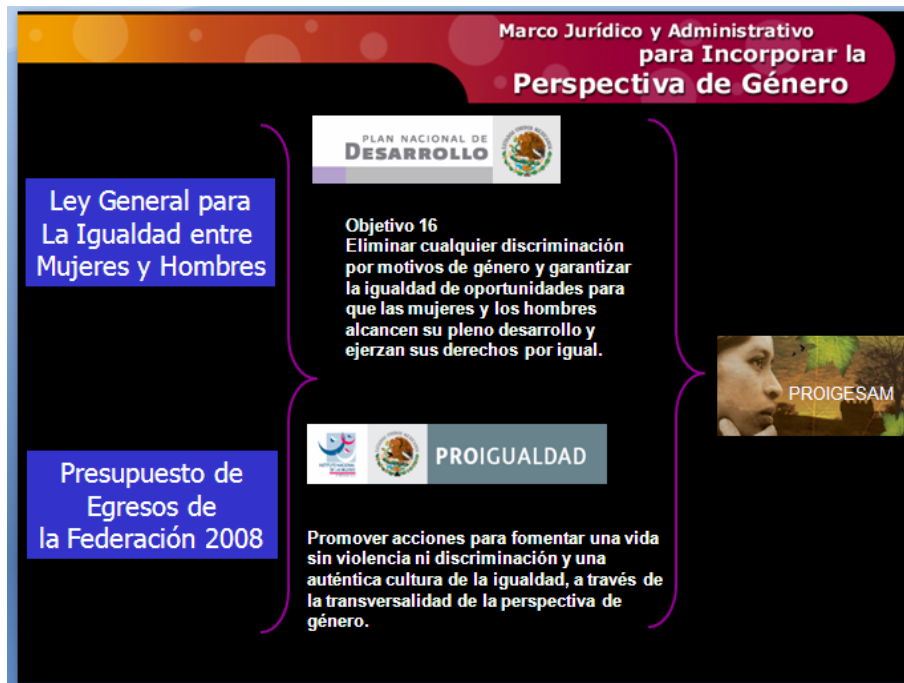 Marco Jurídico y Administrativo
para Incorporar la
Perspectiva de Género
Ley General para
La Igualdad entre
Mujeres y Hombres
Presupuesto de
Egresos de
la Federación 2008
PLAN NACIONAL DE
DESARROLLO
Objetivo 16
Eliminar cualquier discriminación
por motivos de género y garantizar
la igualdad de oportunidades para
que las mujeres y los hombres
alcancen su pleno desarrollo y
ejerzan sus derechos por igual.
PROIGUALDAD
Promover acciones para fomentar una vida
sin violencia ni discriminación y una
auténtica cultura de la igualdad, a través de
la transversalidad de la perspectiva de
género.
PROIGESAM